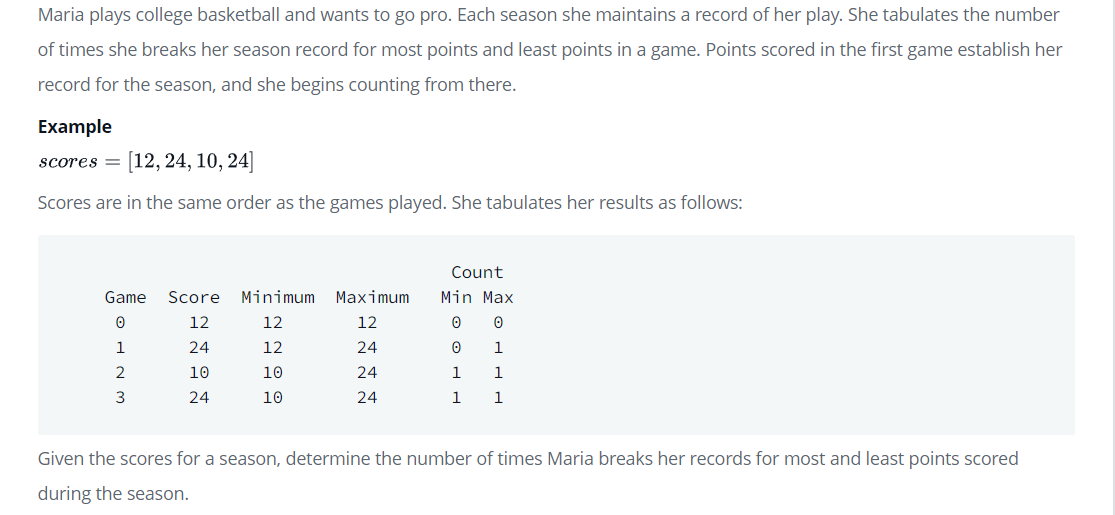 Maria plays college basketball and wants to go pro. Each season she maintains a record of her play. She tabulates the number
of times she breaks her season record for most points and least points in a game. Points scored in the first game establish her
record for the season, and she begins counting from there.
Example
scores = [12, 24, 10, 24]
Scores are in the same order as the games played. She tabulates her results as follows:
Count
Game Score Minimum Maximum Min Max
0 12 12 12 0 0
1 24 12 24 0 1
2 10 10 24 1 1
3 24 10 24 1 1
Given the scores for a season, determine the number of times Maria breaks her records for most and least points scored
during the season.